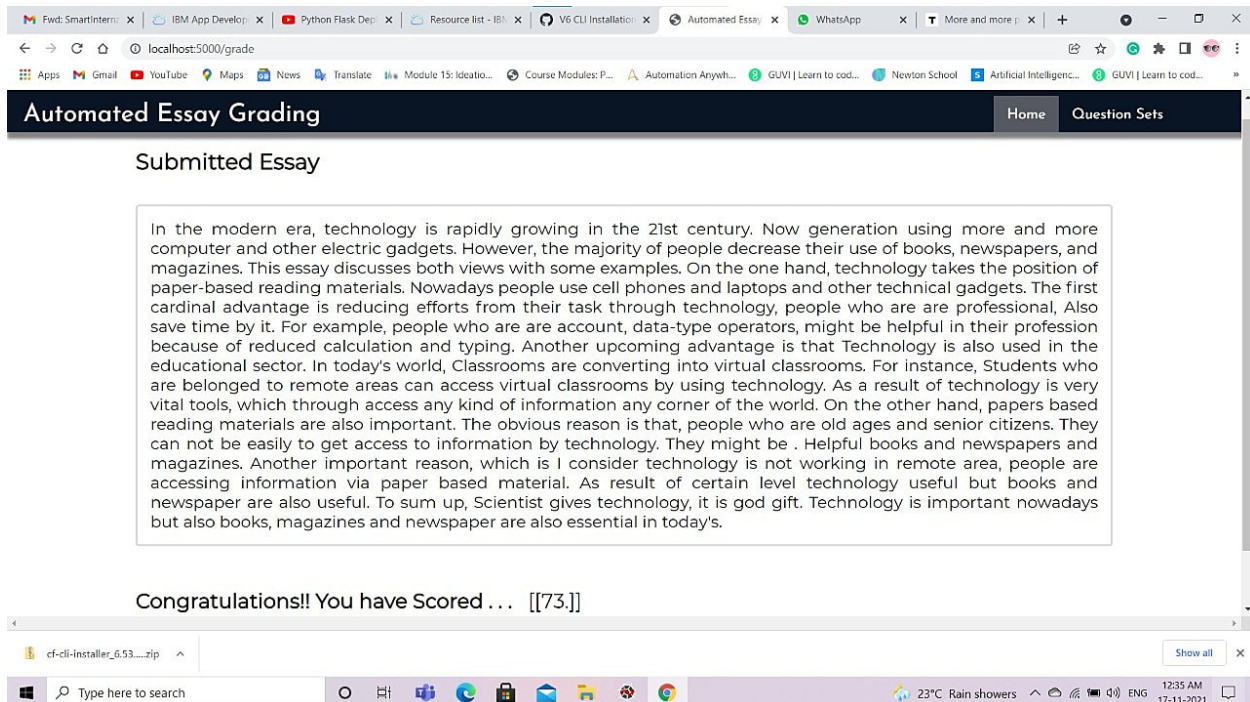 Fwd: SmartInterna
IBM App Develop
Python Flask Depl
Resource list - IBM
V6 CLI Installation
Automated Essay
WhatsApp
More and more p
localhost:5000/grade
Apps
Gmail
YouTube
Maps
News
Translate
Module 15: Ideatio...
Course Modules: P...
Automation Anywh...
GUVI | Learn to cod...
Newton School
Artificial Intelligenc...
GUVI | Learn to cod...
Automated Essay Grading
Home
Question Sets
Submitted Essay
In the modern era, technology is rapidly growing in the 21st century. Now generation using more and more
computer and other electric gadgets. However, the majority of people decrease their use of books, newspapers, and
magazines. This essay discusses both views with some examples. On the one hand, technology takes the position of
paper-based reading materials. Nowadays people use cell phones and laptops and other technical gadgets. The first
cardinal advantage is reducing efforts from their task through technology, people who are are professional, Also
save time by it. For example, people who are are account, data-type operators, might be helpful in their profession
because of reduced calculation and typing. Another upcoming advantage is that Technology is also used in the
educational sector. In today's world, Classrooms are converting into virtual classrooms. For instance, Students who
are belonged to remote areas can access virtual classrooms by using technology. As a result of technology is very
vital tools, which through access any kind of information any corner of the world. On the other hand, papers based
reading materials are also important. The obvious reason is that, people who are old ages and senior citizens. They
can not be easily to get access to information by technology. They might be . Helpful books and newspapers and
magazines. Another important reason, which is I consider technology is not working in remote area, people are
accessing information via paper based material. As result of certain level technology useful but books and
newspaper are also useful. To sum up, Scientist gives technology, it is god gift. Technology is important nowadays
but also books, magazines and newspaper are also essential in today's.
Congratulations!! You have Scored . . . [[73.]]
cf-cli-installer_6.53.....zip
Show all
Type here to search
23°C Rain showers
ENG
12:35 AM
17-11-2021